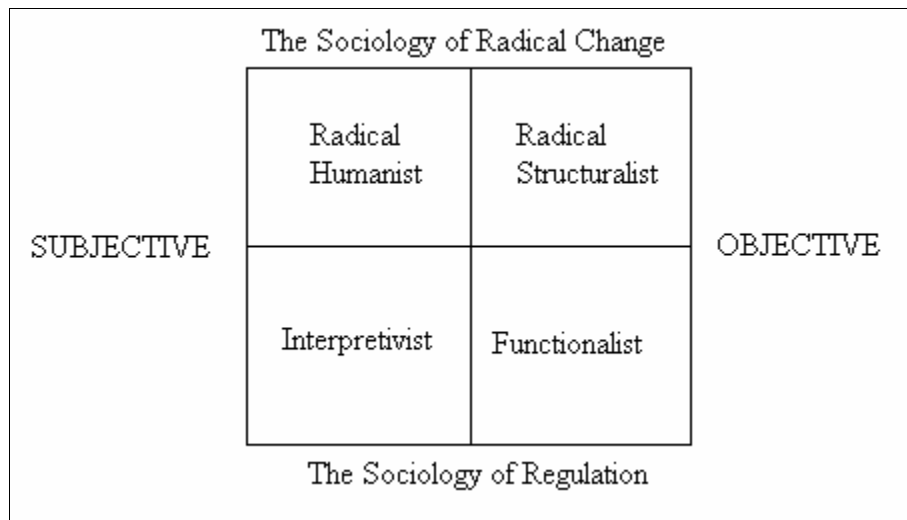 The Sociology of Radical Change
Radical
Humanist
Radical
Structuralist
SUBJECTIVE
OBJECTIVE
Interpretivist
Functionalist
The Sociology of Regulation